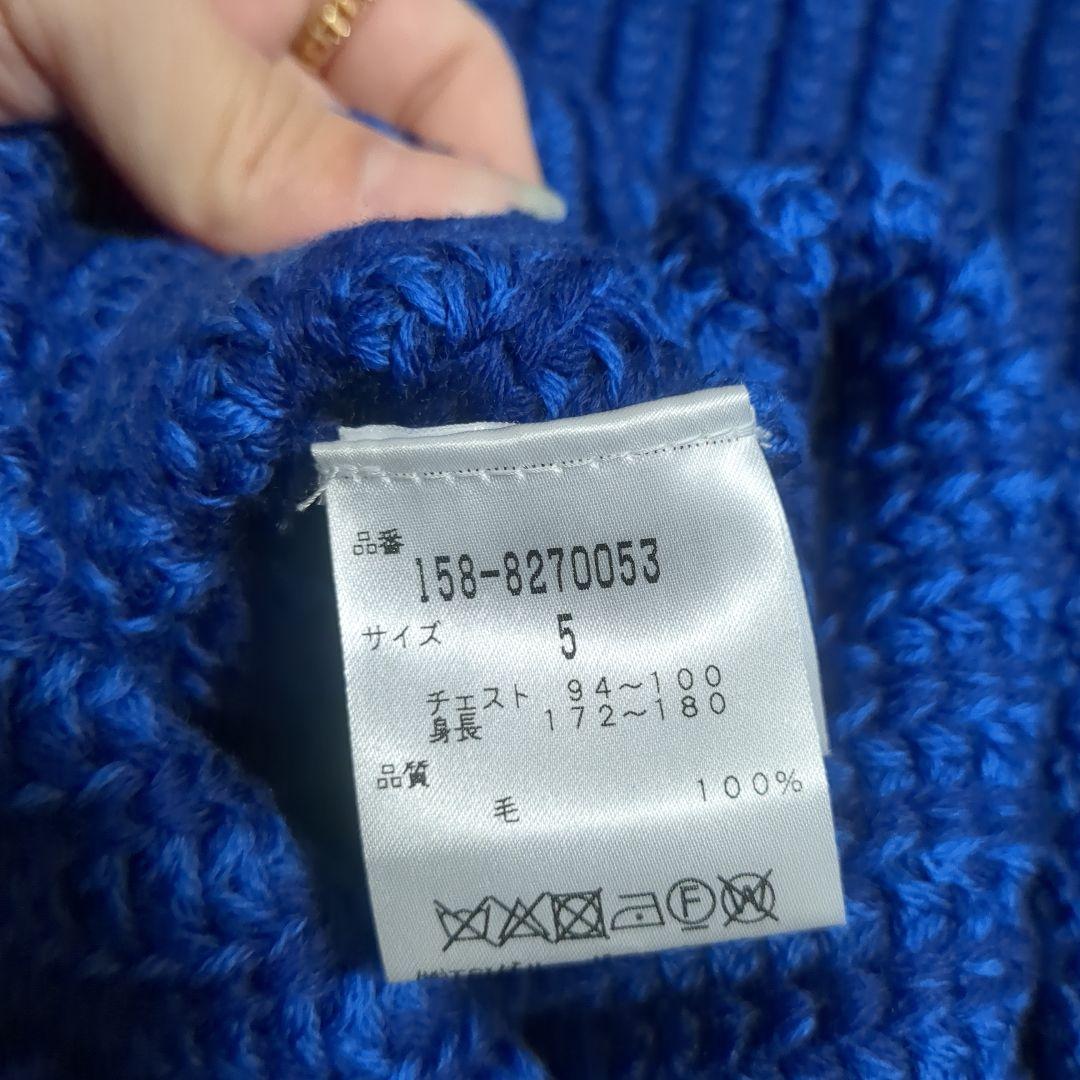 品番
158-8270053
サイズ 5
チェスト 94～100
身長 172～180
品質
毛 100%
F W